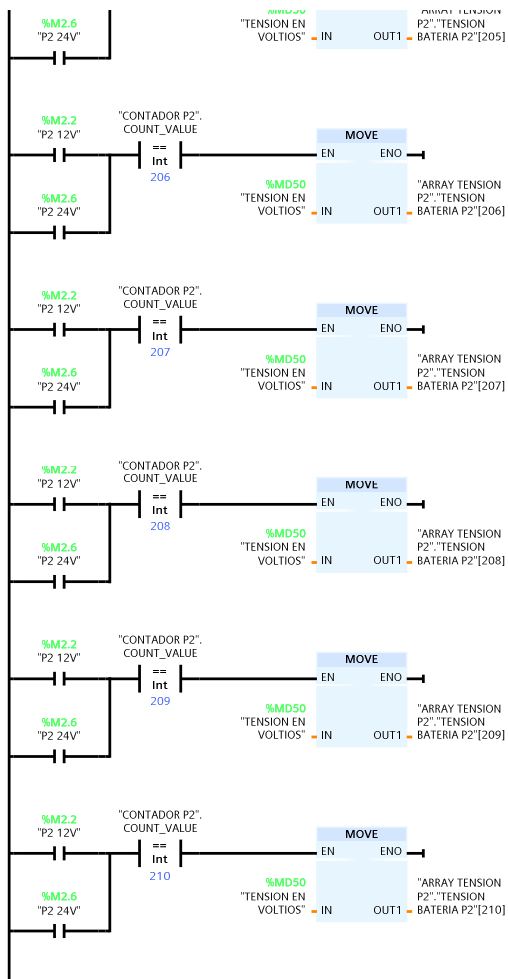 %M2.6
"P2 24V"
%MD50
"TENSION EN
VOLTIOS"
IN
OUT1
"ARRAY TENSION
P2"."TENSION
BATERIA P2"[205]
%M2.2
"P2 12V"
"CONTADOR P2".
COUNT_VALUE
==
Int
206
MOVE
EN
ENO
%M2.6
"P2 24V"
%MD50
"TENSION EN
VOLTIOS"
IN
OUT1
"ARRAY TENSION
P2"."TENSION
BATERIA P2"[206]
%M2.2
"P2 12V"
"CONTADOR P2".
COUNT_VALUE
==
Int
207
MOVE
EN
ENO
%M2.6
"P2 24V"
%MD50
"TENSION EN
VOLTIOS"
IN
OUT1
"ARRAY TENSION
P2"."TENSION
BATERIA P2"[207]
%M2.2
"P2 12V"
"CONTADOR P2".
COUNT_VALUE
==
Int
208
MOVE
EN
ENO
%M2.6
"P2 24V"
%MD50
"TENSION EN
VOLTIOS"
IN
OUT1
"ARRAY TENSION
P2"."TENSION
BATERIA P2"[208]
%M2.2
"P2 12V"
"CONTADOR P2".
COUNT_VALUE
==
Int
209
MOVE
EN
ENO
%M2.6
"P2 24V"
%MD50
"TENSION EN
VOLTIOS"
IN
OUT1
"ARRAY TENSION
P2"."TENSION
BATERIA P2"[209]
%M2.2
"P2 12V"
"CONTADOR P2".
COUNT_VALUE
==
Int
210
MOVE
EN
ENO
%M2.6
"P2 24V"
%MD50
"TENSION EN
VOLTIOS"
IN
OUT1
"ARRAY TENSION
P2"."TENSION
BATERIA P2"[210]